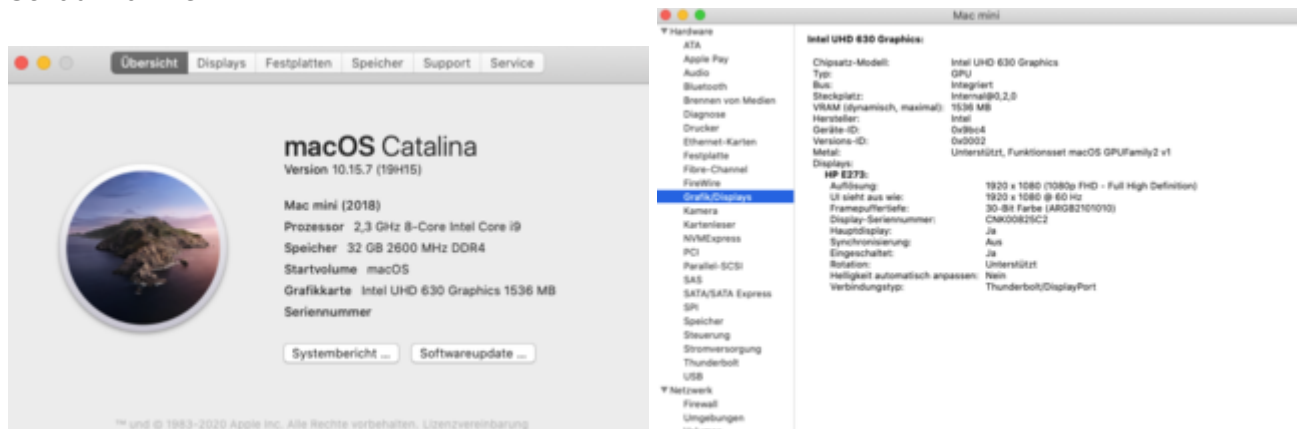 Übersicht Displays Festplatten Speicher Support Service
macOS Catalina
Version 10.15.7 (19H15)
Mac mini (2018)
Prozessor 2,3 GHz 8-Core Intel Core i9
Speicher 32 GB 2600 MHz DDR4
Startvolume macOS
Grafikkarte Intel UHD 630 Graphics 1536 MB
Seriennummer
Systembericht ... Softwareupdate ...
™ und © 1983-2020 Apple Inc. Alle Rechte vorbehalten. Lizenzvereinbarung
Mac mini
Hardware
ATA
Apple Pay
Audio
Bluetooth
Brennen von Medien
Diagnose
Drucker
Ethernet-Karten
Festplatte
Fibre-Channel
FireWire
Grafik/Displays
Kamera
Kartenleser
NVMExpress
PCI
Parallel-SCSI
SAS
SATA/SATA Express
SPI
Speicher
Steuerung
Stromversorgung
Thunderbolt
USB
Netzwerk
Firewall
Umgebungen
Intel UHD 630 Graphics:
Chipsatz-Modell: Intel UHD 630 Graphics
Typ: GPU
Bus: Integriert
Steckplatz: Internal@0,2,0
VRAM (dynamisch, maximal): 1536 MB
Hersteller: Intel
Geräte-ID: 0x9bc4
Versions-ID: 0x0002
Metal: Unterstützt, Funktionsset macOS GPUFamily2 v1
Displays:
HP E273:
Auflösung: 1920 x 1080 (1080p FHD - Full High Definition)
UI sieht aus wie: 1920 x 1080 @ 60 Hz
Framepuffertiefe: 30-Bit Farbe (ARGB2101010)
Display-Seriennummer: CNK00825C2
Hauptdisplay: Ja
Synchronisierung: Aus
Eingeschaltet: Ja
Rotation: Unterstützt
Helligkeit automatisch anpassen: Nein
Verbindungstyp: Thunderbolt/DisplayPort